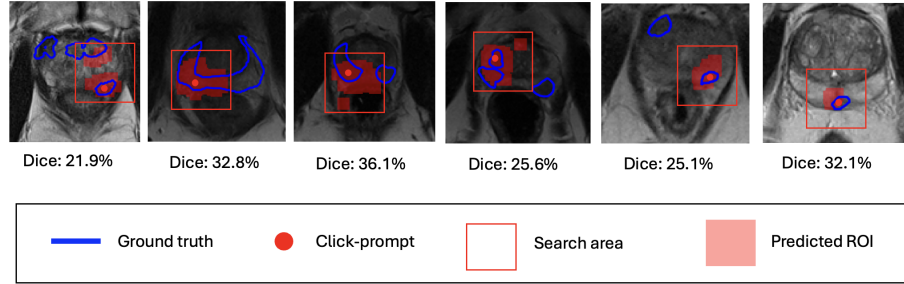 Dice: 21.9% Dice: 32.8% Dice: 36.1% Dice: 25.6% Dice: 25.1% Dice: 32.1%
Ground truth Click-prompt Search area Predicted ROI